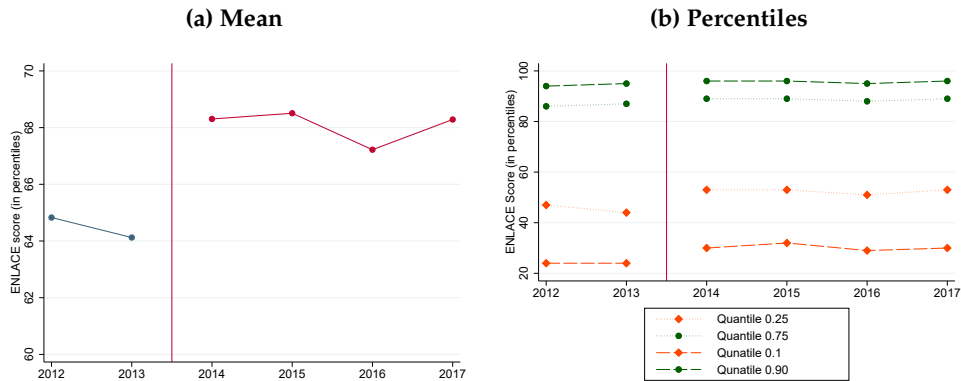 (a) Mean
ENLACE score (in percentiles)
70
68
66
64
62
60
2012 2013 2014 2015 2016 2017
(b) Percentiles
ENLACE Score (in percentiles)
100
80
60
40
20
2012 2013 2014 2015 2016 2017
Quantile 0.25
Quantile 0.75
Qunatile 0.1
Qunatile 0.90